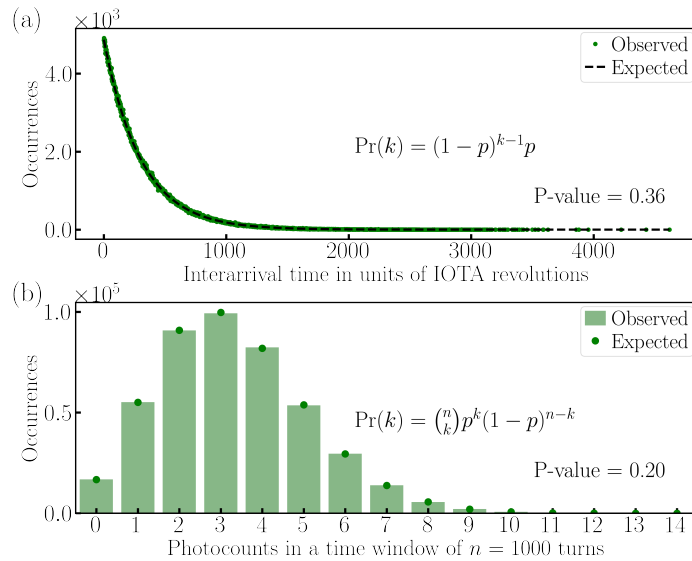 (a)
×10³
4.0
2.0
0.0
Occurrences
Observed
Expected
Pr(k) = (1 − p)ᵏ⁻¹p
P-value = 0.36
0 1000 2000 3000 4000
Interarrival time in units of IOTA revolutions
(b)
×10⁵
1.0
0.5
0.0
Occurrences
Observed
Expected
Pr(k) = (n k) pᵏ(1 − p)ⁿ⁻ᵏ
P-value = 0.20
0 1 2 3 4 5 6 7 8 9 10 11 12 13 14
Photocounts in a time window of n = 1000 turns